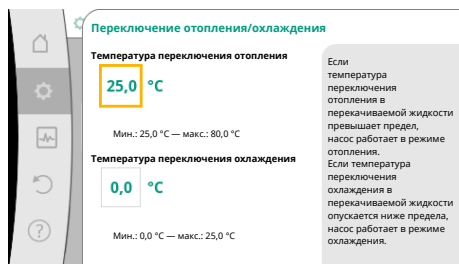 Переключение отопления/охлаждения
Температура переключения отопления
25,0 °C
Мин.: 25,0 °C — макс.: 80,0 °C
Температура переключения охлаждения
0,0 °C
Мин.: 0,0 °C — макс.: 25,0 °C
Если
температура
переключения
отопления в
перекачиваемой жидкости
превышает предел,
насос работает в режиме
отопления.
Если температура
переключения
охлаждения в
перекачиваемой жидкости
опускается ниже предела,
насос работает в режиме
охлаждения.